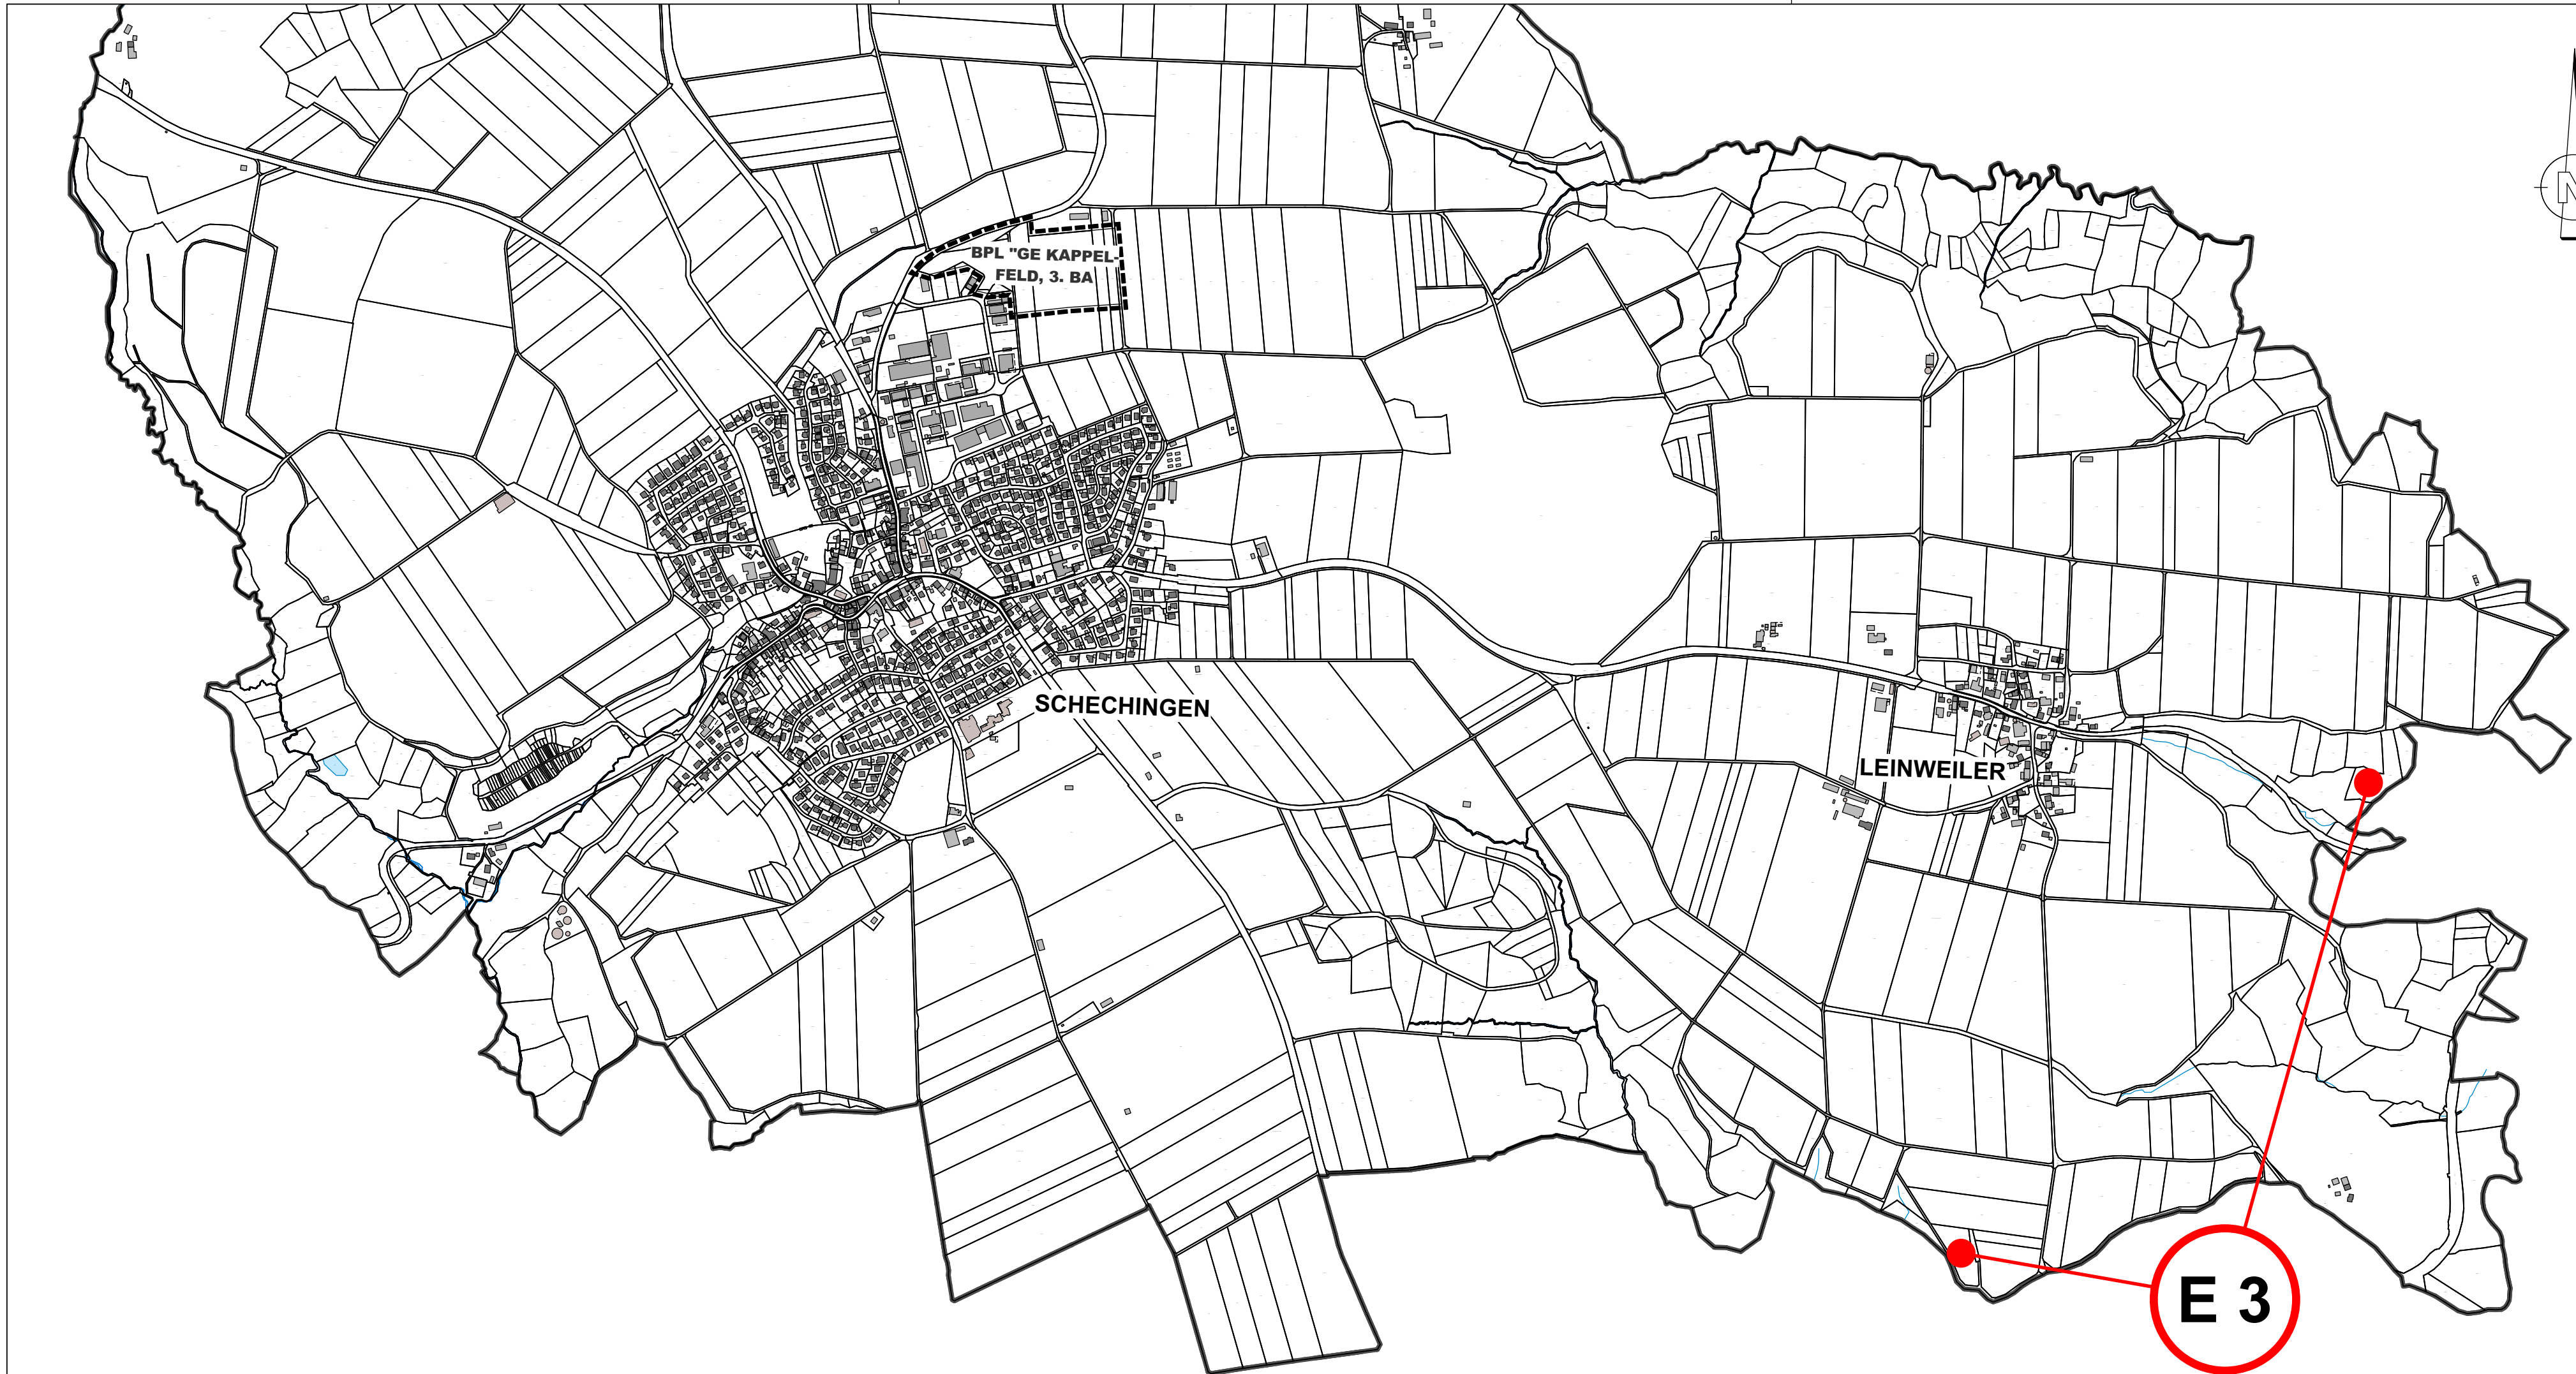 N
BPL "GE KAPPEL-
FELD, 3. BA
SCHECHINGEN
LEINWEILER
E 3